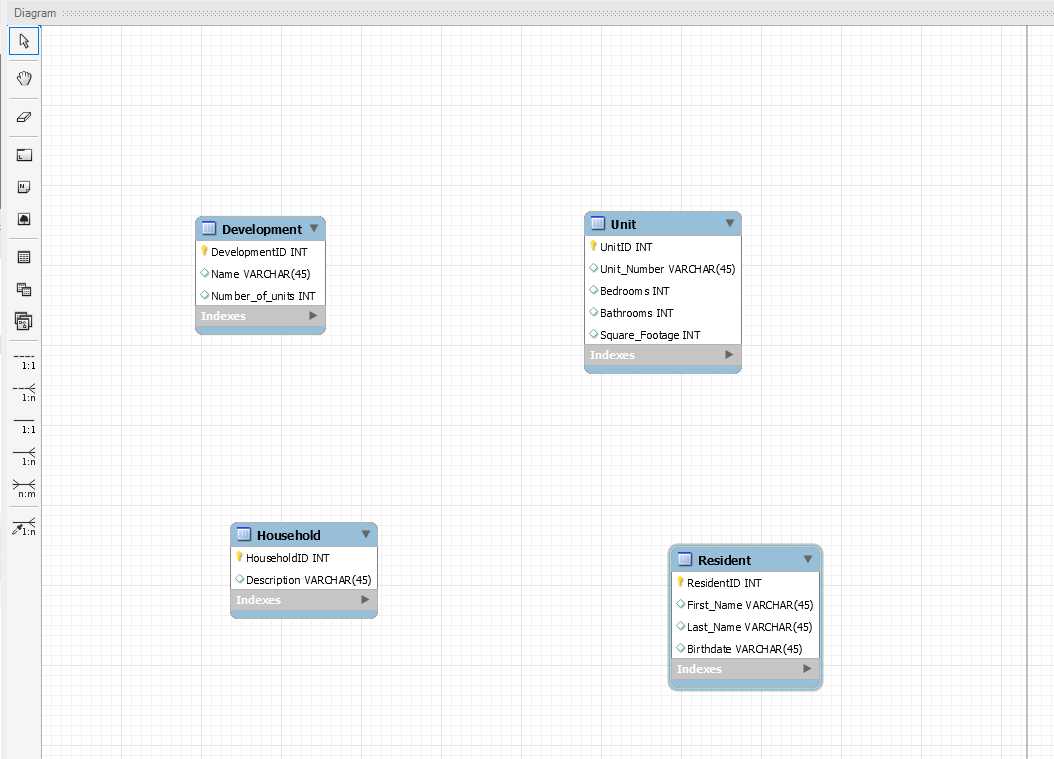 Diagram
1:1
1:n
1:1
1:n
n:m
1:n
Development
DevelopmentID INT
Name VARCHAR(45)
Number_of_units INT
Indexes
Unit
UnitID INT
Unit_Number VARCHAR(45)
Bedrooms INT
Bathrooms INT
Square_Footage INT
Indexes
Household
HouseholdID INT
Description VARCHAR(45)
Indexes
Resident
ResidentID INT
First_Name VARCHAR(45)
Last_Name VARCHAR(45)
Birthdate VARCHAR(45)
Indexes